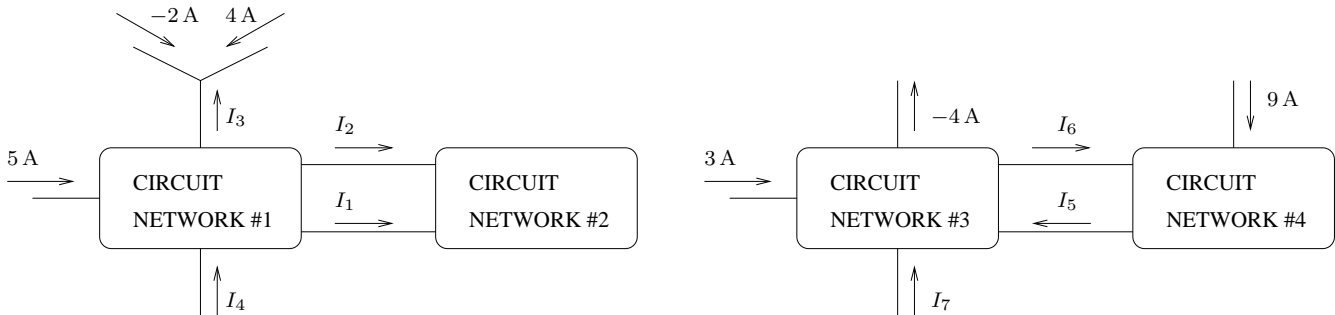 −2 A 4 A
I₃ −4 A 9 A
I₂ I₆
5 A 3 A
CIRCUIT CIRCUIT CIRCUIT CIRCUIT
I₁ I₅
NETWORK #1 NETWORK #2 NETWORK #3 NETWORK #4
I₄ I₇